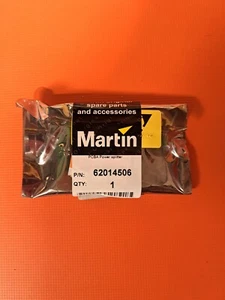 spare parts
and accessories
Martin
PCBA Power splitter
P/N: 62014506
QTY: 1